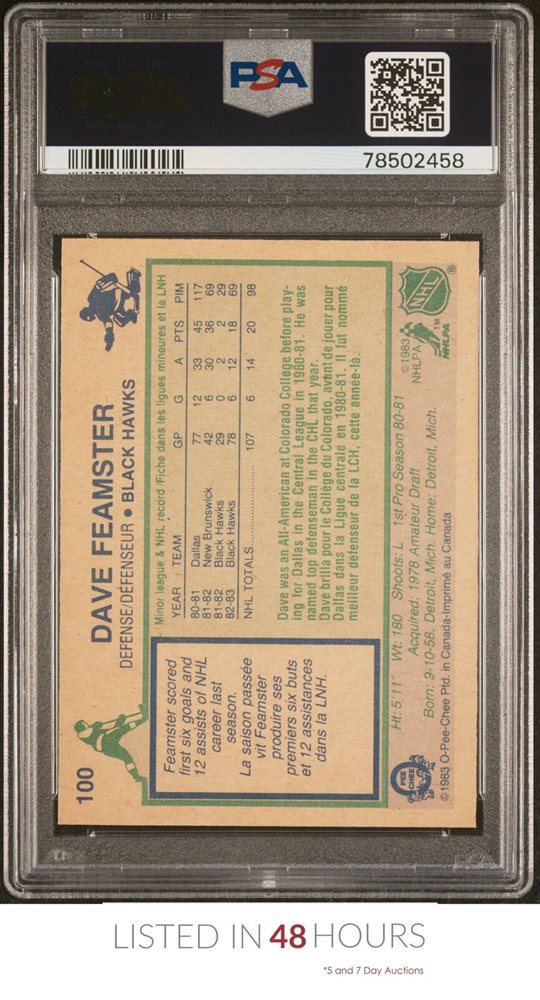 PSA
78502458
100
DAVE FEAMSTER
DEFENSE/DÉFENSEUR • BLACK HAWKS
Feamster scored
first six goals and
12 assists of NHL
career last
season.
La saison passée
vit Feamster
produire ses
premiers six buts
et 12 assistances
dans la LNH.
Minor league & NHL record/Fiche dans les ligues mineures et la LNH
YEAR TEAM GP G A PTS PIM
80-81 Dallas 77 12 33 45 117
81-82 New Brunswick 42 6 30 36 69
81-82 Black Hawks 29 0 2 2 29
82-83 Black Hawks 78 6 12 18 69
NHL TOTALS 107 6 14 20 98
Dave was an All-American at Colorado College before play-
ing for Dallas in the Central League in 1980-81. He was
named top defenseman in the CHL that year.
Dave brilla pour le Collège du Colorado, avant de jouer pour
Dallas dans la Ligue centrale en 1980-81. Il fut nommé
meilleur défenseur de la LCH, cette année-là.
Ht: 5'11" Wt: 180 Shoots: L 1st Pro Season 80-81
Acquired: 1978 Amateur Draft
Born: 9-10-58, Detroit, Mich. Home: Detroit, Mich.
©1983 O-Pee-Chee Ptd. in Canada-Imprimé au Canada
O PEE CHEE
©1983
NHLPA
TM
NHLPA
NHL
®
PSA
LISTED IN 48 HOURS
*5 and 7 Day Auctions